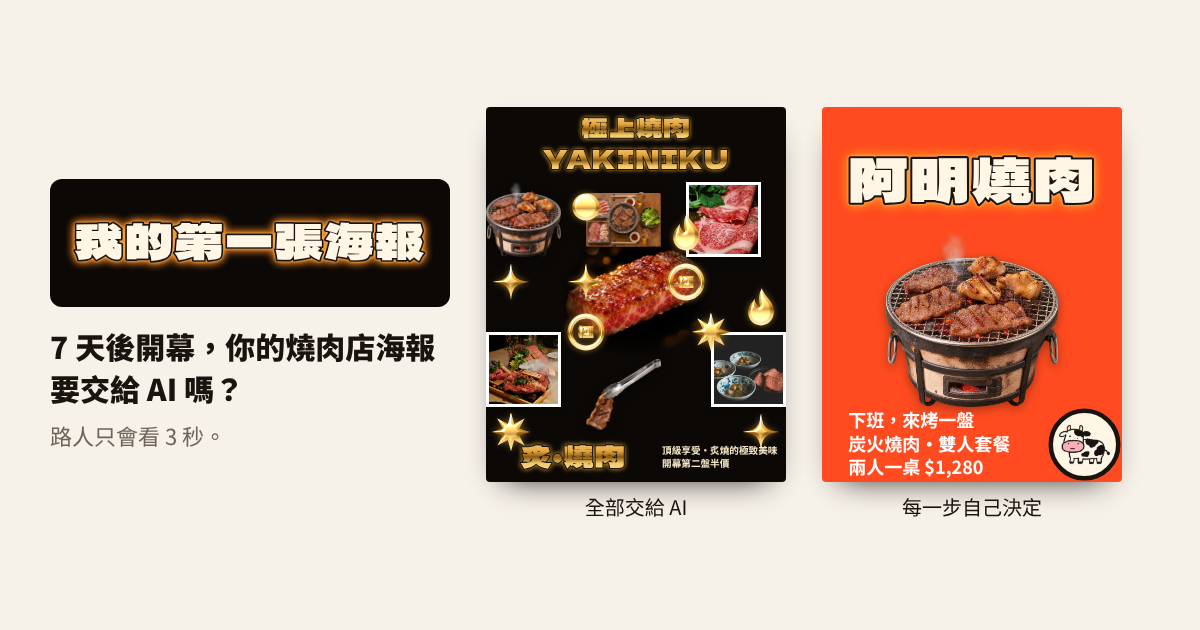 我的第一張海報
7 天後開幕，你的燒肉店海報
要交給 AI 嗎？
路人只會看 3 秒。
極上燒肉
YAKINIKU
炙•燒肉
頂級享受・炙燒的極致美味
開幕第二盤半價
全部交給 AI
阿明燒肉
下班，來烤一盤
炭火燒肉・雙人套餐
兩人一桌 $1,280
每一步自己決定